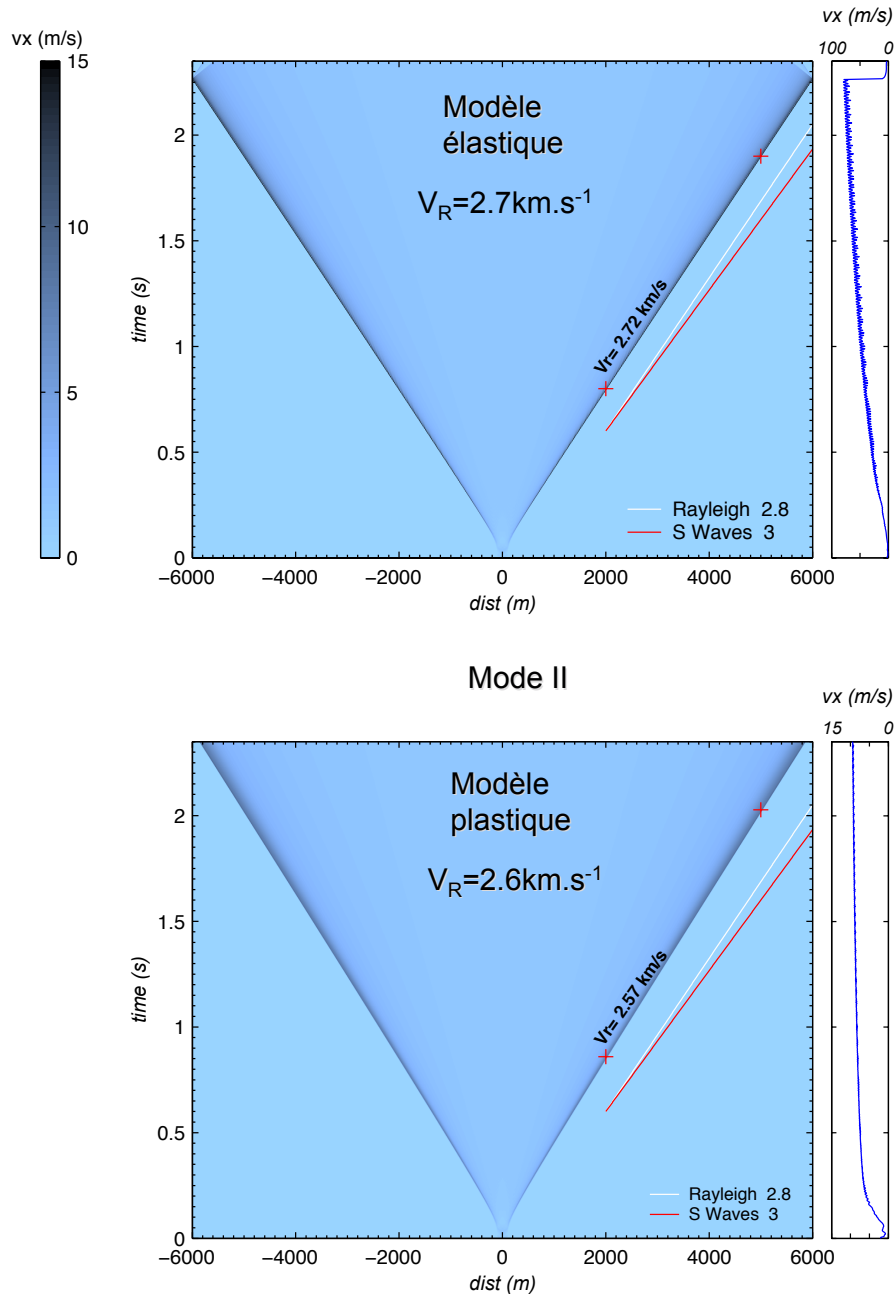 vx (m/s)
100 0
vx (m/s)
15
10
5
0
2
1.5
1
0.5
0
time (s)
Modèle
élastique
V_R=2.7km.s⁻¹
Vr= 2.72 km/s
Rayleigh 2.8
S Waves 3
−6000 −4000 −2000 0 2000 4000 6000
dist (m)
Mode II
vx (m/s)
15 0
2
1.5
1
0.5
0
time (s)
Modèle
plastique
V_R=2.6km.s⁻¹
Vr= 2.57 km/s
Rayleigh 2.8
S Waves 3
−6000 −4000 −2000 0 2000 4000 6000
dist (m)